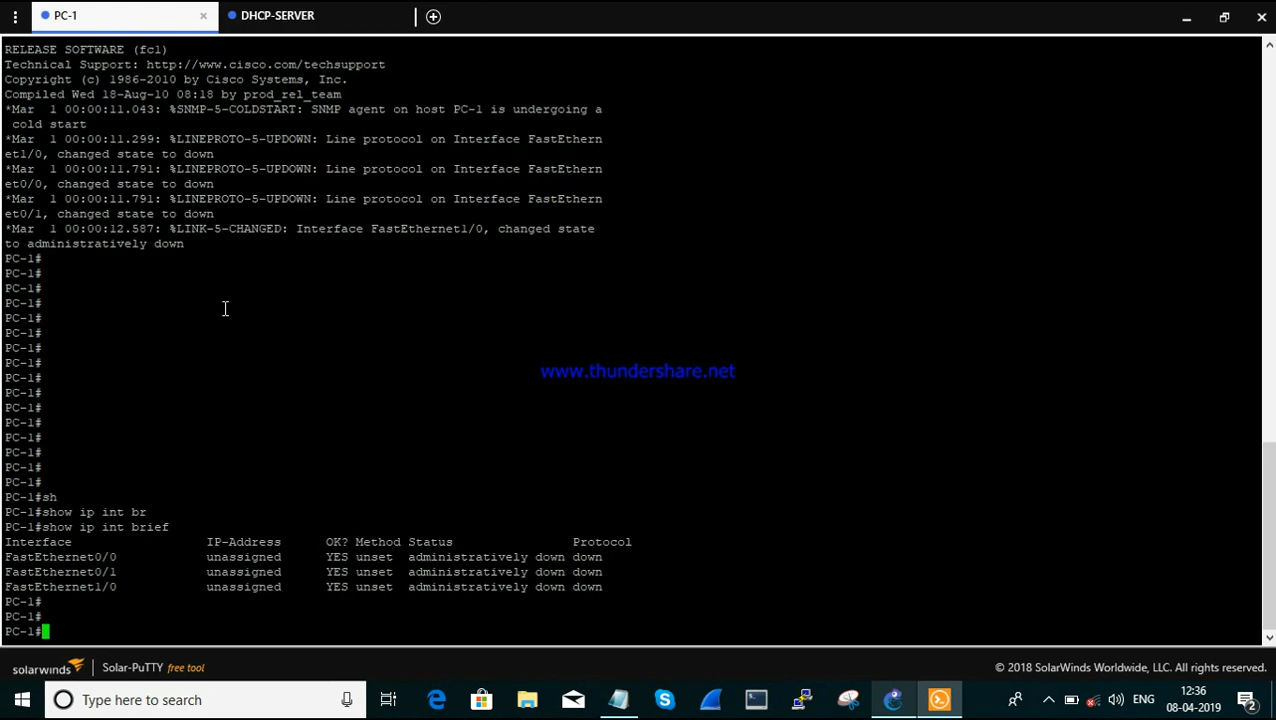 PC-1
DHCP-SERVER
RELEASE SOFTWARE (fc1)
Technical Support: http://www.cisco.com/techsupport
Copyright (c) 1986-2010 by Cisco Systems, Inc.
Compiled Wed 18-Aug-10 08:18 by prod_rel_team
*Mar  1 00:00:11.043: %SNMP-5-COLDSTART: SNMP agent on host PC-1 is undergoing a
 cold start
*Mar  1 00:00:11.299: %LINEPROTO-5-UPDOWN: Line protocol on Interface FastEthern
et1/0, changed state to down
*Mar  1 00:00:11.791: %LINEPROTO-5-UPDOWN: Line protocol on Interface FastEthern
et0/0, changed state to down
*Mar  1 00:00:11.791: %LINEPROTO-5-UPDOWN: Line protocol on Interface FastEthern
et0/1, changed state to down
*Mar  1 00:00:12.587: %LINK-5-CHANGED: Interface FastEthernet1/0, changed state
to administratively down
PC-1#
PC-1#
PC-1#
PC-1#
PC-1#
PC-1#
PC-1#
PC-1#
www.thundershare.net
PC-1#
PC-1#
PC-1#
PC-1#
PC-1#
PC-1#
PC-1#
PC-1#
PC-1#sh
PC-1#show ip int br
PC-1#show ip int brief
Interface                  IP-Address      OK? Method Status                Protocol
FastEthernet0/0            unassigned      YES unset  administratively down down
FastEthernet0/1            unassigned      YES unset  administratively down down
FastEthernet1/0            unassigned      YES unset  administratively down down
PC-1#
PC-1#
PC-1#
solarwinds Solar-PuTTY free tool
© 2018 SolarWinds Worldwide, LLC. All rights reserved.
Type here to search
ENG
12:36
08-04-2019
2